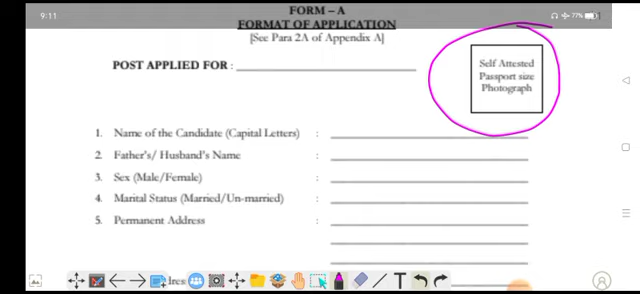 9:11
77%
FORM – A
FORMAT OF APPLICATION
[See Para 2A of Appendix A]
POST APPLIED FOR :
Self Attested
Passport size
Photograph
1. Name of the Candidate (Capital Letters) :
2. Father's/ Husband's Name :
3. Sex (Male/Female) :
4. Marital Status (Married/Un-married) :
5. Permanent Address :